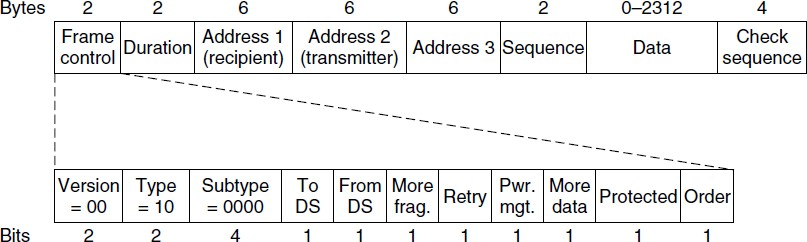 Bytes 2 2 6 6 6 2 0–2312 4
Frame control Duration Address 1 (recipient) Address 2 (transmitter) Address 3 Sequence Data Check sequence
Version = 00 Type = 10 Subtype = 0000 To DS From DS More frag. Retry Pwr. mgt. More data Protected Order
Bits 2 2 4 1 1 1 1 1 1 1 1